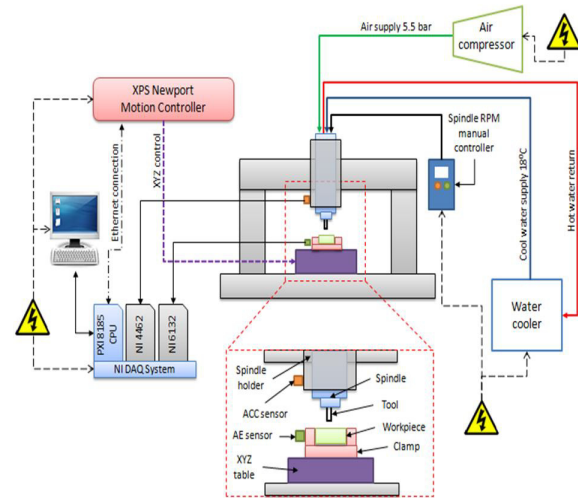 Air supply 5.5 bar
Air
compressor
XPS Newport
Motion Controller
Spindle RPM
manual
controller
XYZ control
Ethernet connection
Cool water supply 18°C
Hot water return
PXI 8185
CPU
NI 4462
NI 6132
NI DAQ System
Water
cooler
Spindle
holder
Spindle
ACC sensor
Tool
AE sensor
Workpiece
Clamp
XYZ
table